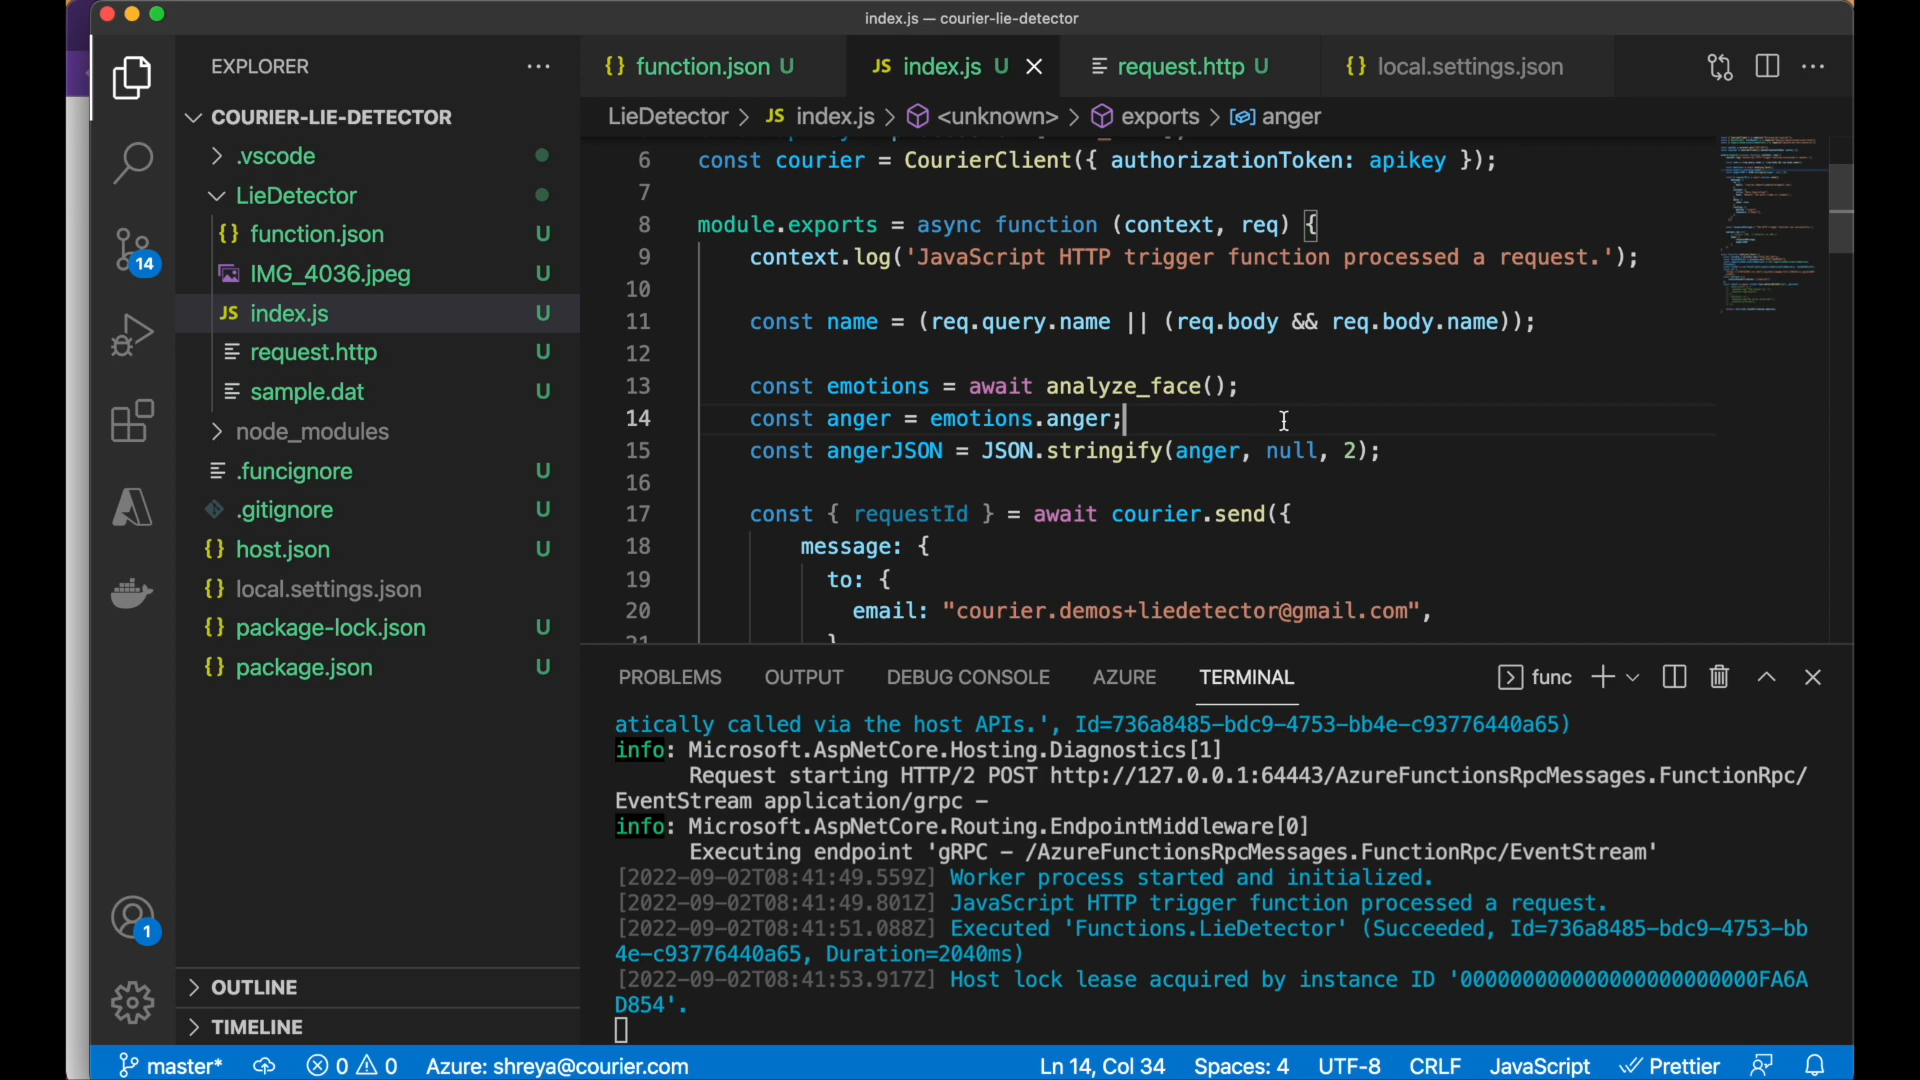 index.js — courier-lie-detector
EXPLORER
COURIER-LIE-DETECTOR
.vscode
LieDetector
{} function.json U
IMG_4036.jpeg U
JS index.js U
request.http U
sample.dat U
node_modules
.funcignore U
.gitignore U
{} host.json U
{} local.settings.json
{} package-lock.json U
{} package.json U
OUTLINE
TIMELINE
14
1
{} function.json U
JS index.js U
request.http U
{} local.settings.json
LieDetector > JS index.js > <unknown> > exports > anger
6 const courier = CourierClient({ authorizationToken: apikey });
7
8 module.exports = async function (context, req) {
9 context.log('JavaScript HTTP trigger function processed a request.');
10
11 const name = (req.query.name || (req.body && req.body.name));
12
13 const emotions = await analyze_face();
14 const anger = emotions.anger;
15 const angerJSON = JSON.stringify(anger, null, 2);
16
17 const { requestId } = await courier.send({
18 message: {
19 to: {
20 email: "courier.demos+liedetector@gmail.com",
PROBLEMS OUTPUT DEBUG CONSOLE AZURE TERMINAL func
atically called via the host APIs.', Id=736a8485-bdc9-4753-bb4e-c93776440a65)
info: Microsoft.AspNetCore.Hosting.Diagnostics[1]
Request starting HTTP/2 POST http://127.0.0.1:64443/AzureFunctionsRpcMessages.FunctionRpc/
EventStream application/grpc -
info: Microsoft.AspNetCore.Routing.EndpointMiddleware[0]
Executing endpoint 'gRPC - /AzureFunctionsRpcMessages.FunctionRpc/EventStream'
[2022-09-02T08:41:49.559Z] Worker process started and initialized.
[2022-09-02T08:41:49.801Z] JavaScript HTTP trigger function processed a request.
[2022-09-02T08:41:51.088Z] Executed 'Functions.LieDetector' (Succeeded, Id=736a8485-bdc9-4753-bb
4e-c93776440a65, Duration=2040ms)
[2022-09-02T08:41:53.917Z] Host lock lease acquired by instance ID '000000000000000000000000FA6A
D854'.
master* 0 0 Azure: shreya@courier.com Ln 14, Col 34 Spaces: 4 UTF-8 CRLF JavaScript Prettier